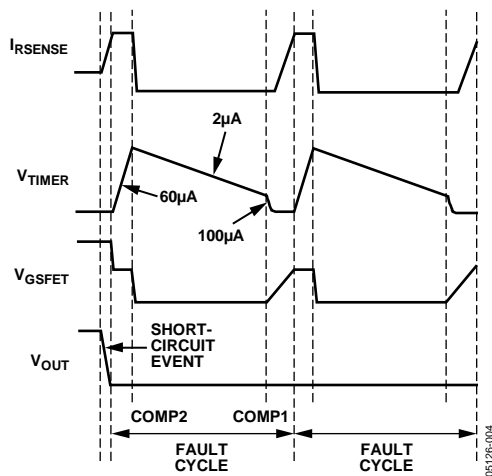 IRSENSE
2µA
VTIMER
60µA
100µA
VGSFET
SHORT-
CIRCUIT
EVENT
VOUT
COMP2 COMP1
FAULT
CYCLE
FAULT
CYCLE
05126-004